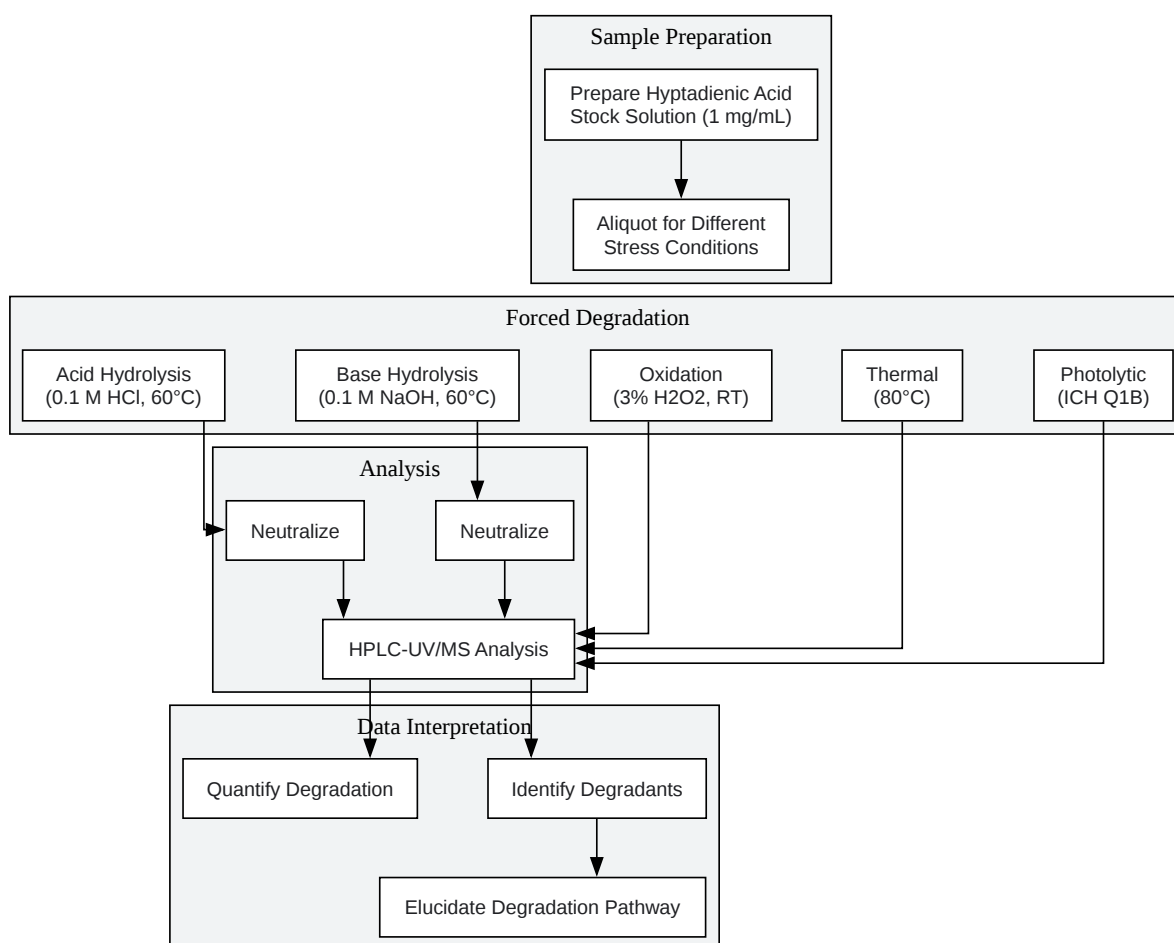 Sample Preparation
Prepare Hyptadienic Acid
Stock Solution (1 mg/mL)
Aliquot for Different
Stress Conditions
Forced Degradation
Acid Hydrolysis
(0.1 M HCl, 60°C)
Base Hydrolysis
(0.1 M NaOH, 60°C)
Oxidation
(3% H2O2, RT)
Thermal
(80°C)
Photolytic
(ICH Q1B)
Analysis
Neutralize
Neutralize
HPLC-UV/MS Analysis
Data Interpretation
Quantify Degradation
Identify Degradants
Elucidate Degradation Pathway